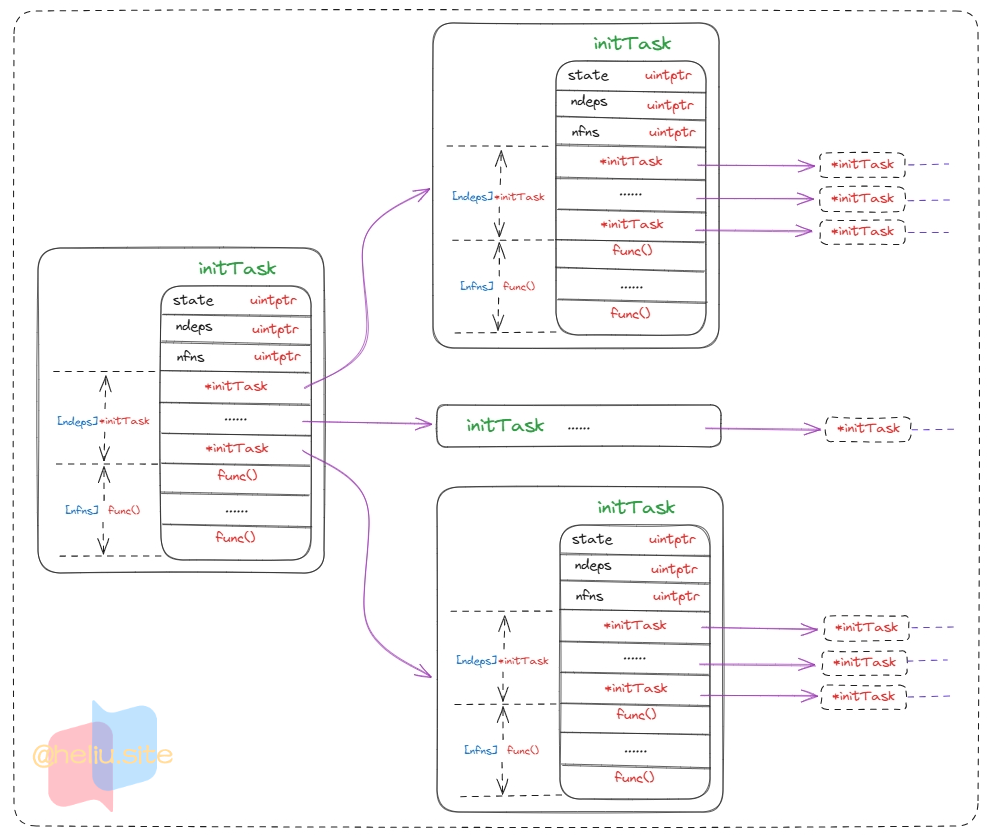 initTask
state uintptr
ndeps uintptr
nfns uintptr
*initTask
......
*initTask
func()
......
func()
[ndeps]*initTask
[nfns] func()
initTask
state uintptr
ndeps uintptr
nfns uintptr
*initTask
......
*initTask
func()
......
func()
[ndeps]*initTask
[nfns] func()
*initTask
*initTask
*initTask
initTask ......
*initTask
initTask
state uintptr
ndeps uintptr
nfns uintptr
*initTask
......
*initTask
func()
......
func()
[ndeps]*initTask
[nfns] func()
*initTask
*initTask
*initTask
@heliu.site